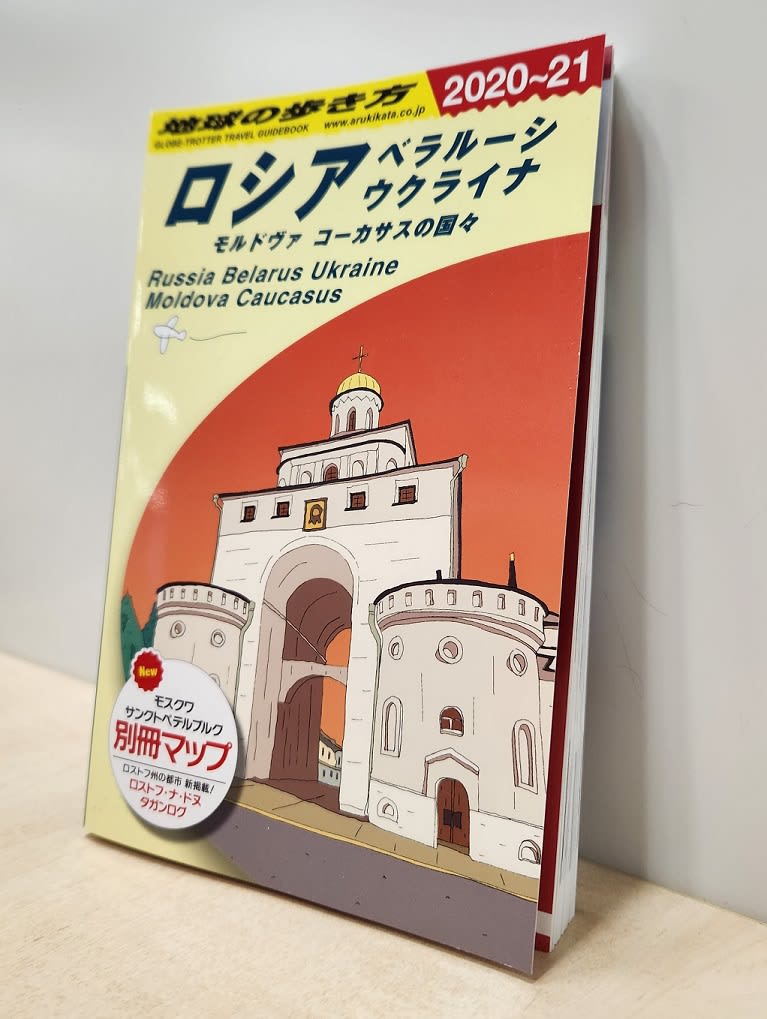 地球の歩き方
2020~21
GLOBE-TROTTER TRAVEL GUIDEBOOK
www.arukikata.co.jp
ロシア
ベラルーシ
ウクライナ
モルドヴァ コーカサスの国々
Russia Belarus Ukraine
Moldova Caucasus
New
モスクワ
サンクトペテルブルク
別冊マップ
ロストフ州の都市 新掲載!
ロストフ・ナ・ドヌ
タガンログ